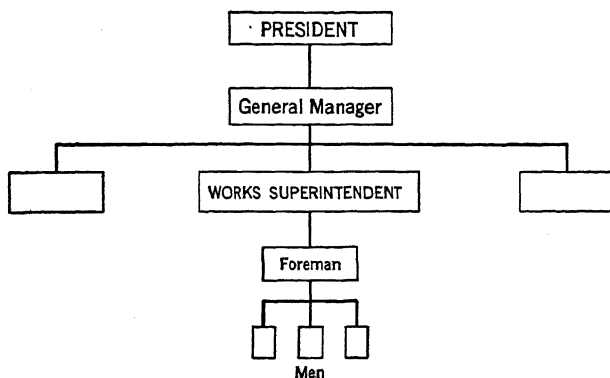 PRESIDENT
General Manager
WORKS SUPERINTENDENT
Foreman
Men